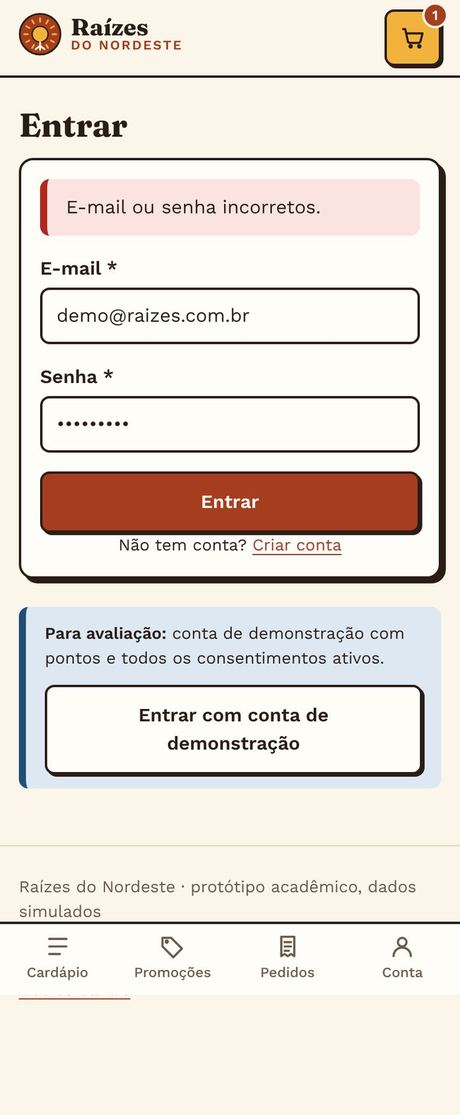 Raízes
DO NORDESTE
1
Entrar
E-mail ou senha incorretos.
E-mail *
demo@raizes.com.br
Senha *
•••••••••
Entrar
Não tem conta? Criar conta
Para avaliação: conta de demonstração com
pontos e todos os consentimentos ativos.
Entrar com conta de
demonstração
Raízes do Nordeste · protótipo acadêmico, dados
simulados
Cardápio
Promoções
Pedidos
Conta